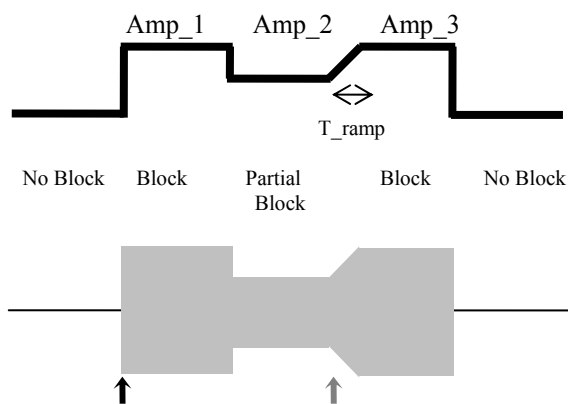 Amp_1 Amp_2 Amp_3
T_ramp
No Block Block Partial Block No Block
Block